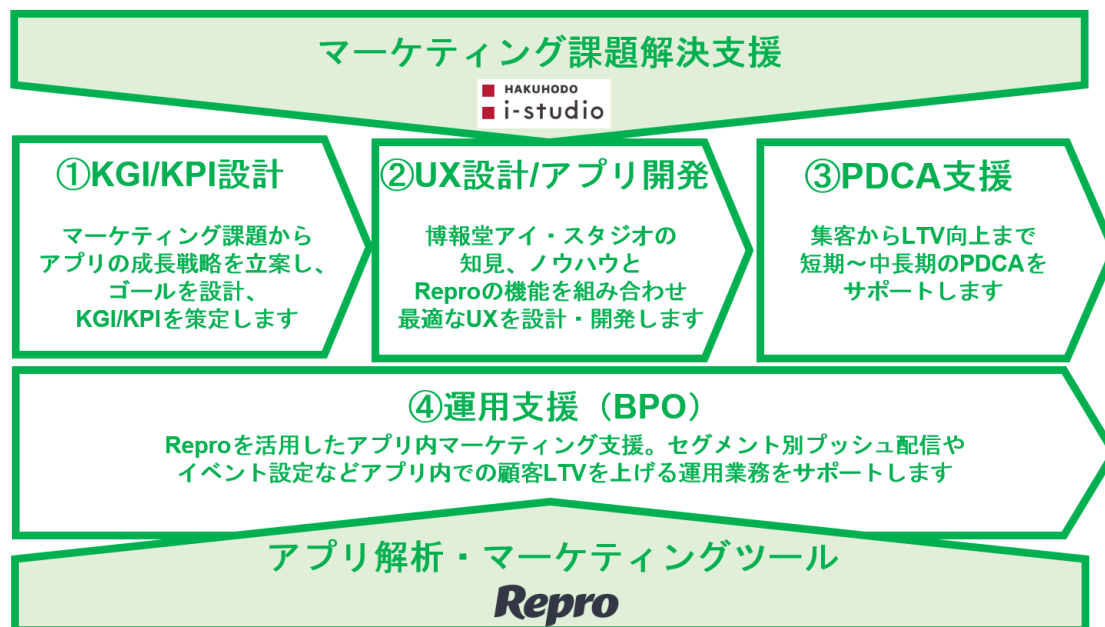 マーケティング課題解決支援
HAKUHODO
i-studio
①KGI/KPI設計
マーケティング課題から
アプリの成長戦略を立案し、
ゴールを設計、
KGI/KPIを策定します
②UX設計/アプリ開発
博報堂アイ・スタジオの
知見、ノウハウと
Reproの機能を組み合わせ
最適なUXを設計・開発します
③PDCA支援
集客からLTV向上まで
短期～中長期のPDCAを
サポートします
④運用支援（BPO）
Reproを活用したアプリ内マーケティング支援。セグメント別プッシュ配信や
イベント設定などアプリ内での顧客LTVを上げる運用業務をサポートします
アプリ解析・マーケティングツール
Repro